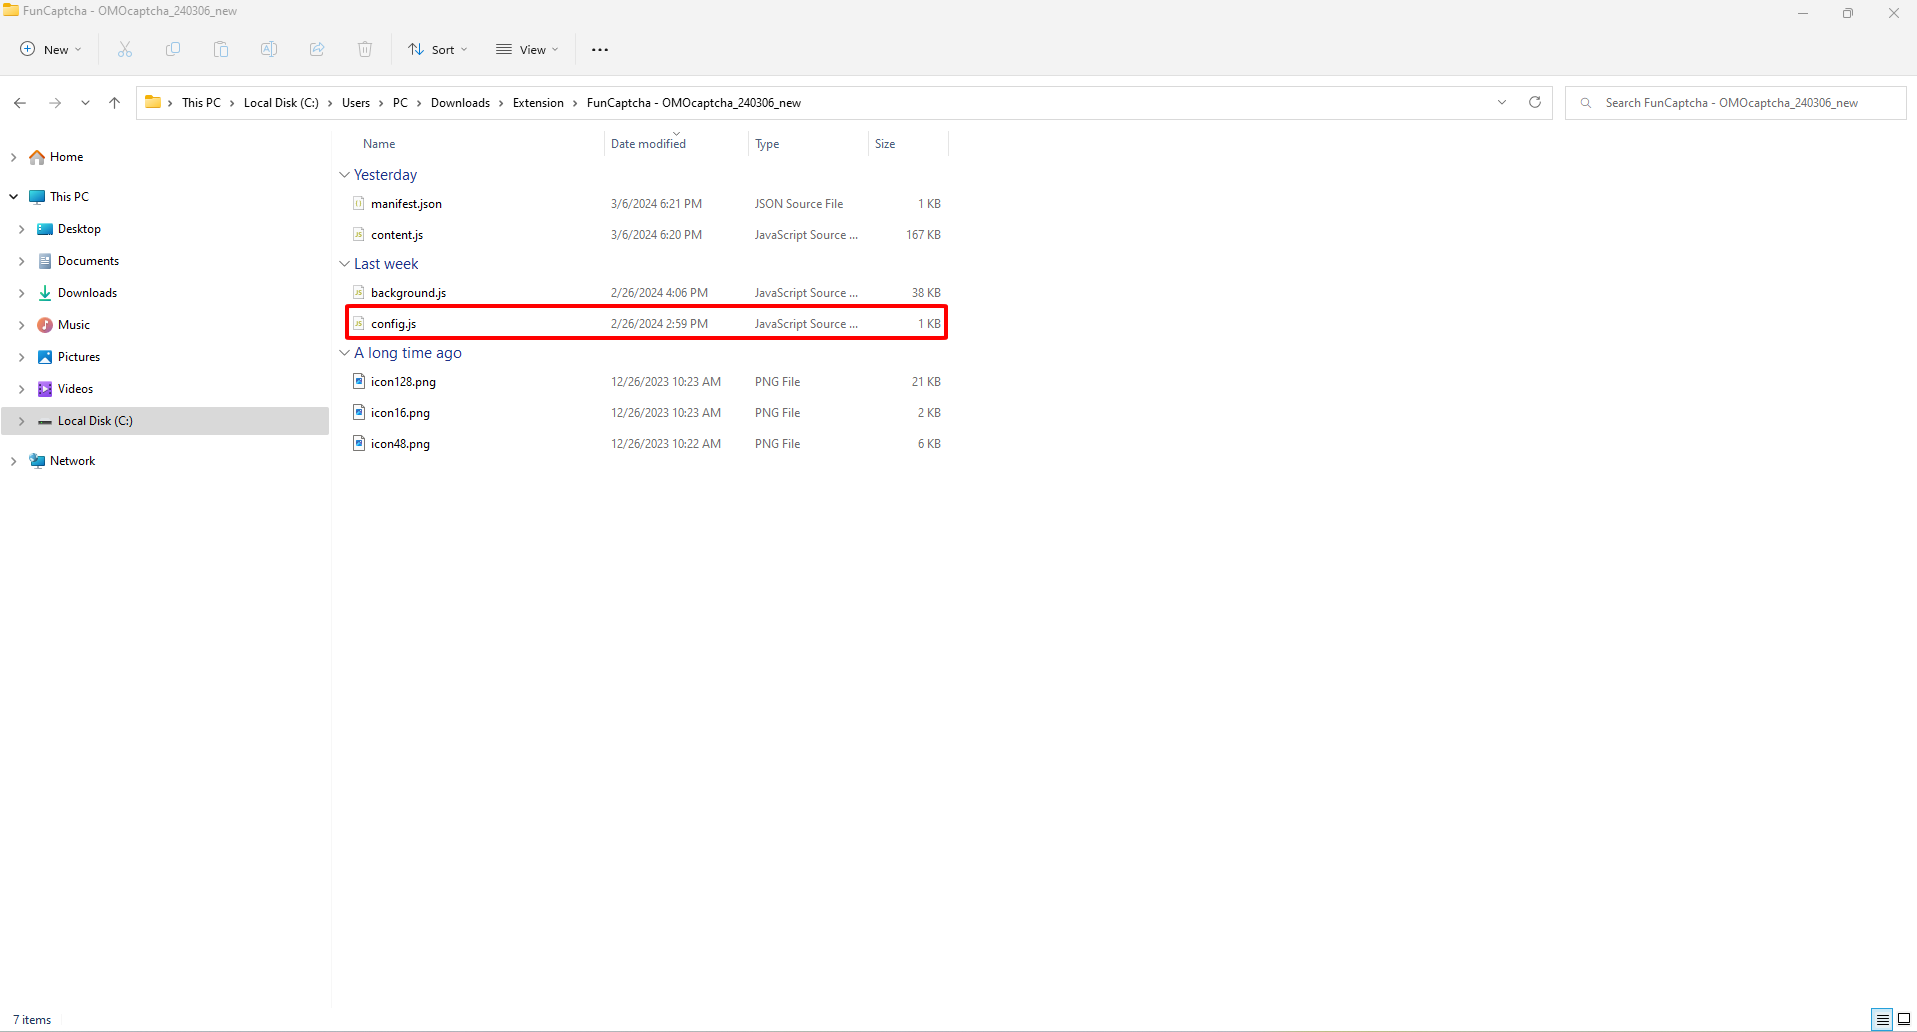 FunCaptcha - OMOcaptcha_240306_new
New
Sort
View
This PC > Local Disk (C:) > Users > PC > Downloads > Extension > FunCaptcha - OMOcaptcha_240306_new
Search FunCaptcha - OMOcaptcha_240306_new
Home
This PC
Desktop
Documents
Downloads
Music
Pictures
Videos
Local Disk (C:)
Network
Name Date modified Type Size
Yesterday
manifest.json 3/6/2024 6:21 PM JSON Source File 1 KB
content.js 3/6/2024 6:20 PM JavaScript Source ... 167 KB
Last week
background.js 2/26/2024 4:06 PM JavaScript Source ... 38 KB
config.js 2/26/2024 2:59 PM JavaScript Source ... 1 KB
A long time ago
icon128.png 12/26/2023 10:23 AM PNG File 21 KB
icon16.png 12/26/2023 10:23 AM PNG File 2 KB
icon48.png 12/26/2023 10:22 AM PNG File 6 KB
7 items